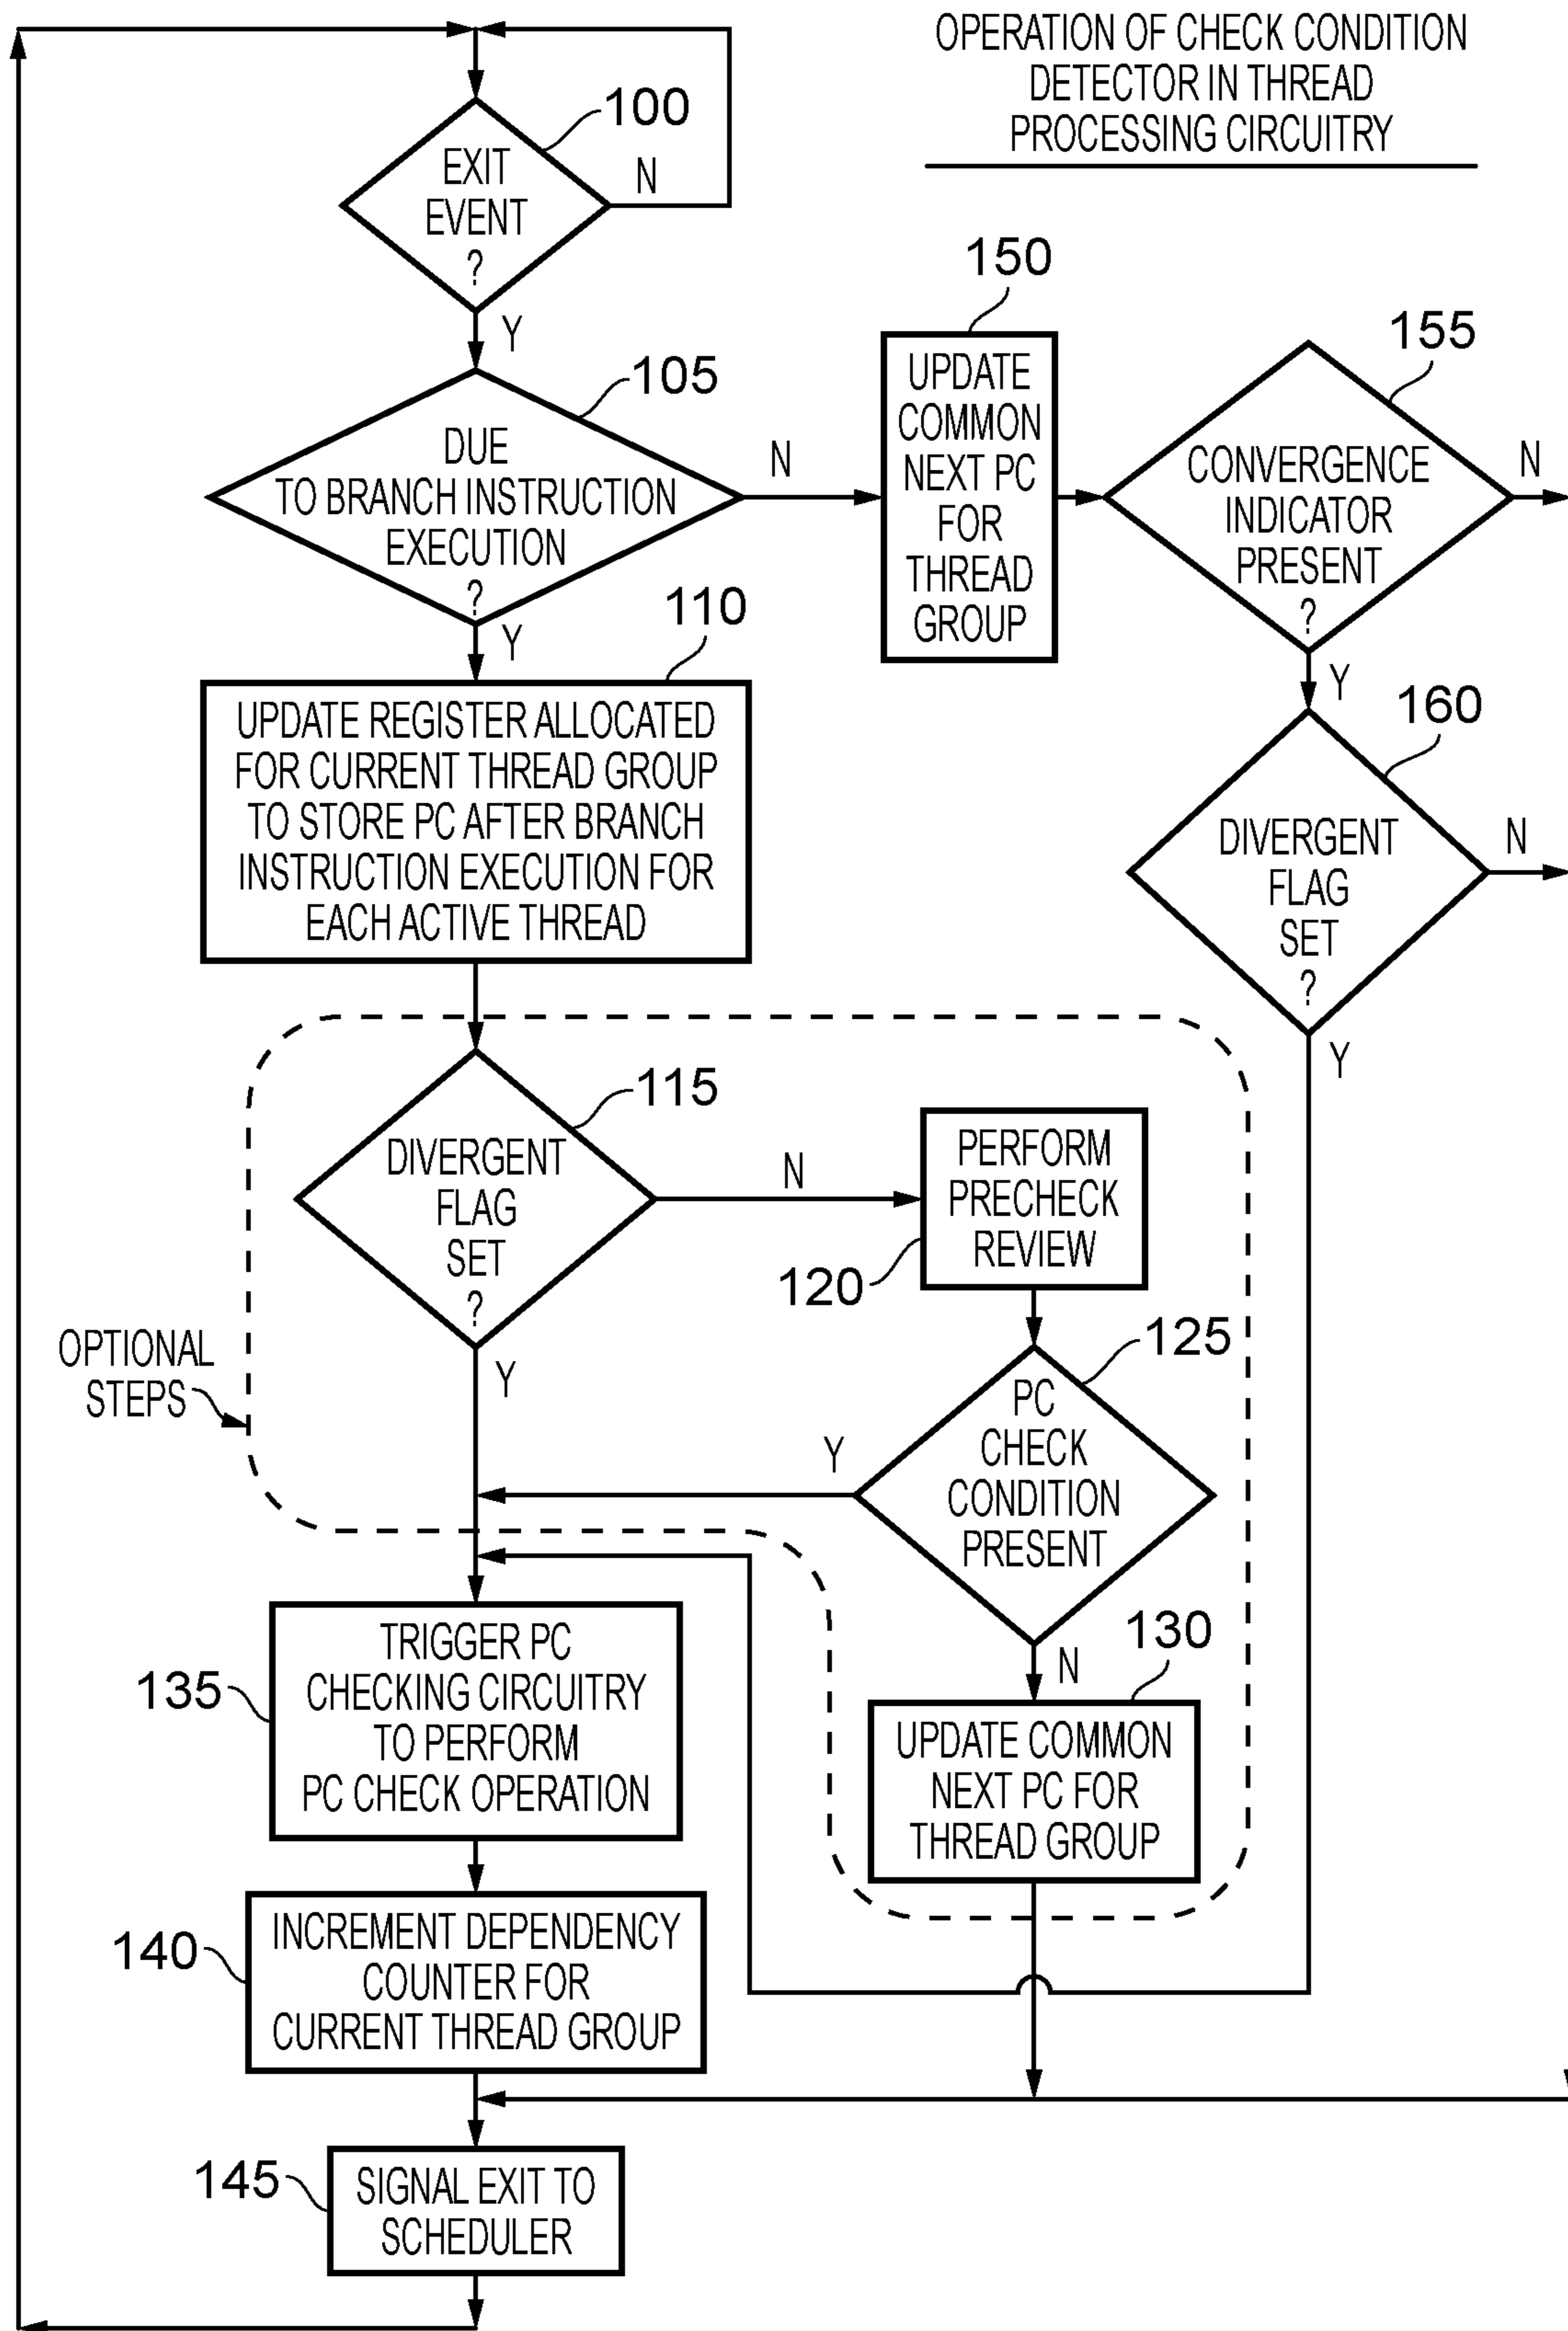 OPERATION OF CHECK CONDITION
DETECTOR IN THREAD
PROCESSING CIRCUITRY
100
EXIT
EVENT
?
N
Y
105
DUE
TO BRANCH INSTRUCTION
EXECUTION
?
N
Y
150
UPDATE
COMMON
NEXT PC
FOR
THREAD
GROUP
155
CONVERGENCE
INDICATOR
PRESENT
?
N
Y
160
DIVERGENT
FLAG
SET
?
N
Y
110
UPDATE REGISTER ALLOCATED
FOR CURRENT THREAD GROUP
TO STORE PC AFTER BRANCH
INSTRUCTION EXECUTION FOR
EACH ACTIVE THREAD
115
DIVERGENT
FLAG
SET
?
N
Y
OPTIONAL
STEPS
PERFORM
PRECHECK
REVIEW
120
125
PC
CHECK
CONDITION
PRESENT
Y
N
130
UPDATE COMMON
NEXT PC FOR
THREAD GROUP
135
TRIGGER PC
CHECKING CIRCUITRY
TO PERFORM
PC CHECK OPERATION
140
INCREMENT DEPENDENCY
COUNTER FOR
CURRENT THREAD GROUP
145
SIGNAL EXIT TO
SCHEDULER